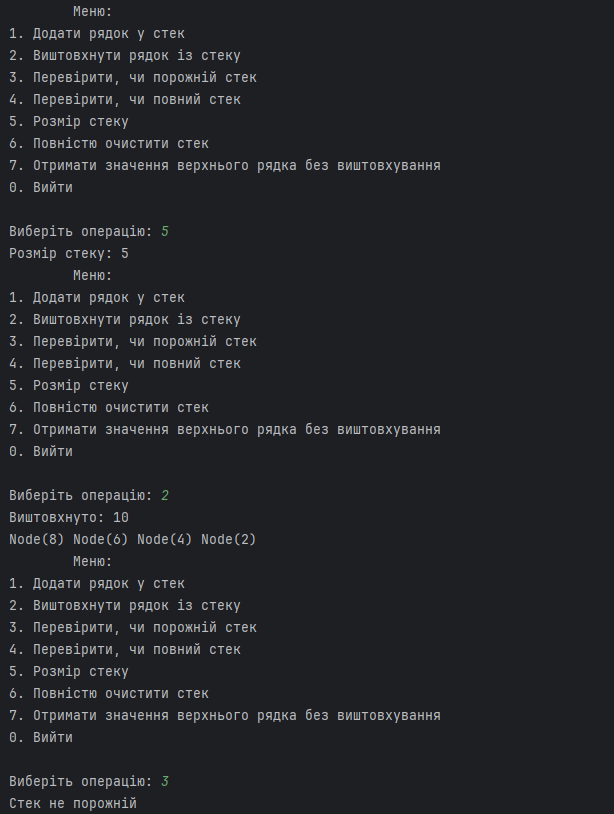 Меню:
1. Додати рядок у стек
2. Виштовхнути рядок із стеку
3. Перевірити, чи порожній стек
4. Перевірити, чи повний стек
5. Розмір стеку
6. Повністю очистити стек
7. Отримати значення верхнього рядка без виштовхування
0. Вийти
Виберіть операцію: 5
Розмір стеку: 5
Меню:
1. Додати рядок у стек
2. Виштовхнути рядок із стеку
3. Перевірити, чи порожній стек
4. Перевірити, чи повний стек
5. Розмір стеку
6. Повністю очистити стек
7. Отримати значення верхнього рядка без виштовхування
0. Вийти
Виберіть операцію: 2
Виштовхнуто: 10
Node(8) Node(6) Node(4) Node(2)
Меню:
1. Додати рядок у стек
2. Виштовхнути рядок із стеку
3. Перевірити, чи порожній стек
4. Перевірити, чи повний стек
5. Розмір стеку
6. Повністю очистити стек
7. Отримати значення верхнього рядка без виштовхування
0. Вийти
Виберіть операцію: 3
Стек не порожній